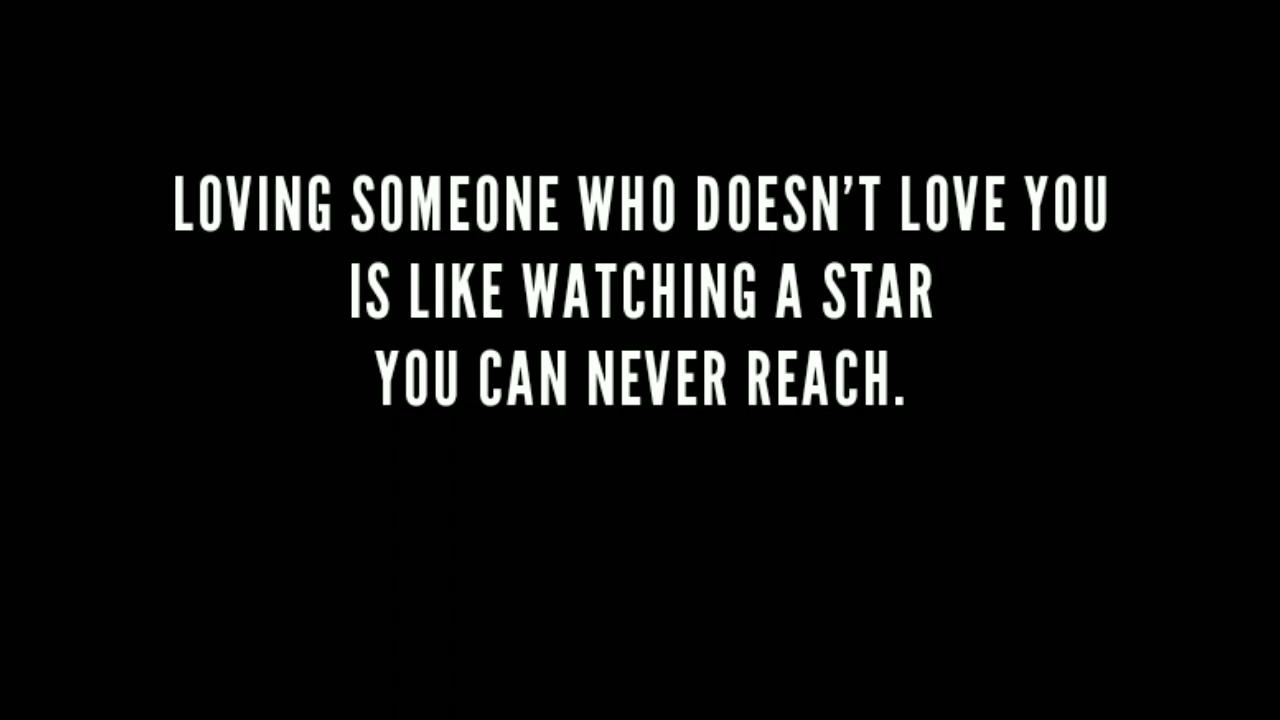 LOVING SOMEONE WHO DOESN’T LOVE YOU
IS LIKE WATCHING A STAR
YOU CAN NEVER REACH.